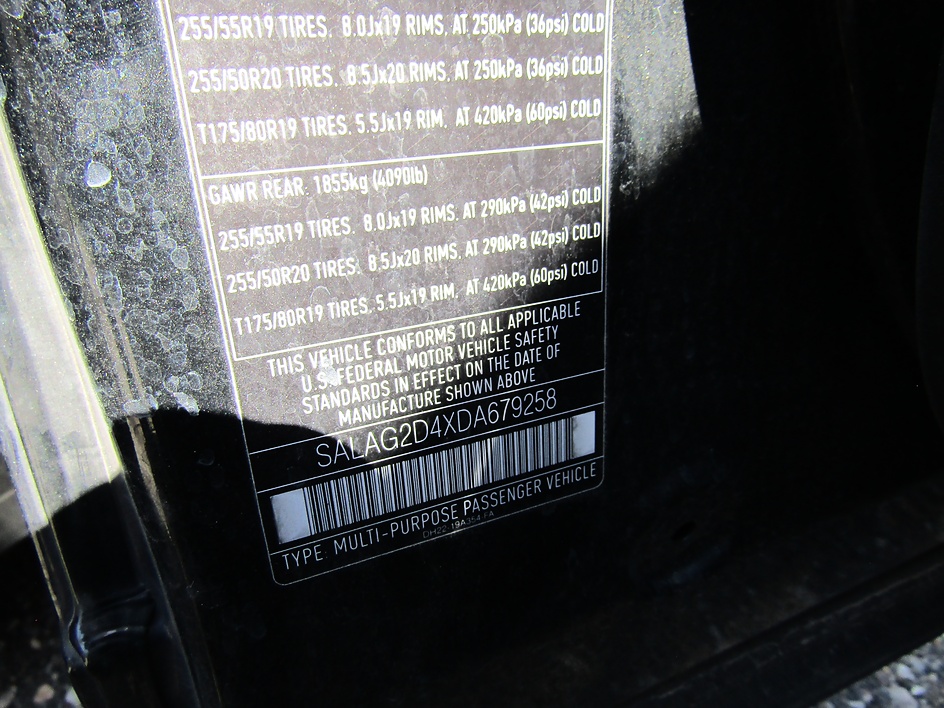 255/55R19 TIRES, 8.0Jx19 RIMS, AT 250kPa (36psi) COLD
255/50R20 TIRES, 8.5Jx20 RIMS, AT 250kPa (36psi) COLD
T175/80R19 TIRES, 5.5Jx19 RIM, AT 420kPa (60psi) COLD
GAWR REAR: 1855kg (4090lb)
255/55R19 TIRES, 8.0Jx19 RIMS, AT 290kPa (42psi) COLD
255/50R20 TIRES, 8.5Jx20 RIMS, AT 290kPa (42psi) COLD
T175/80R19 TIRES, 5.5Jx19 RIM, AT 420kPa (60psi) COLD
THIS VEHICLE CONFORMS TO ALL APPLICABLE
U.S. FEDERAL MOTOR VEHICLE SAFETY
STANDARDS IN EFFECT ON THE DATE OF
MANUFACTURE SHOWN ABOVE
SALAG2D4XDA679258
TYPE: MULTI-PURPOSE PASSENGER VEHICLE
DH22 19A354 FA